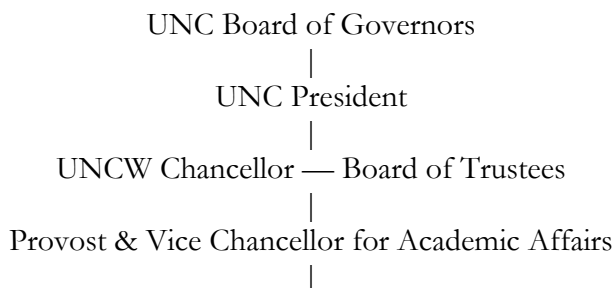 UNC Board of Governors
|
UNC President
|
UNCW Chancellor — Board of Trustees
|
Provost & Vice Chancellor for Academic Affairs
|